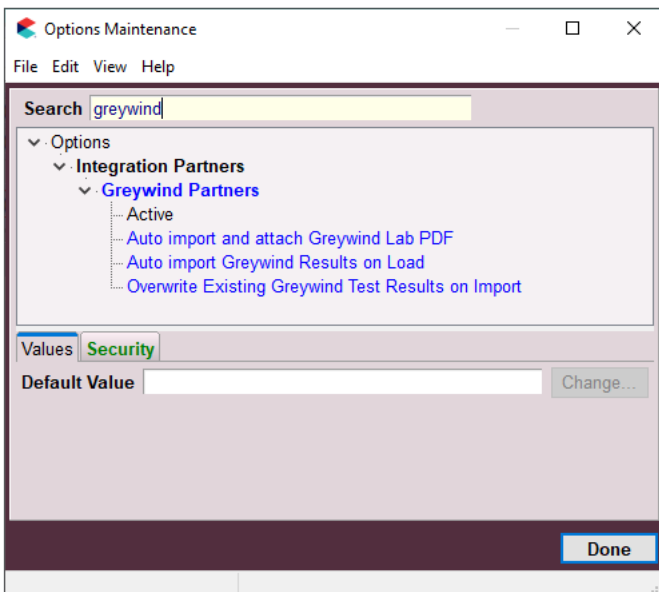 Options Maintenance
File Edit View Help
Search greywind
Options
Integration Partners
Greywind Partners
Active
Auto import and attach Greywind Lab PDF
Auto import Greywind Results on Load
Overwrite Existing Greywind Test Results on Import
Values Security
Default Value Change...
Done